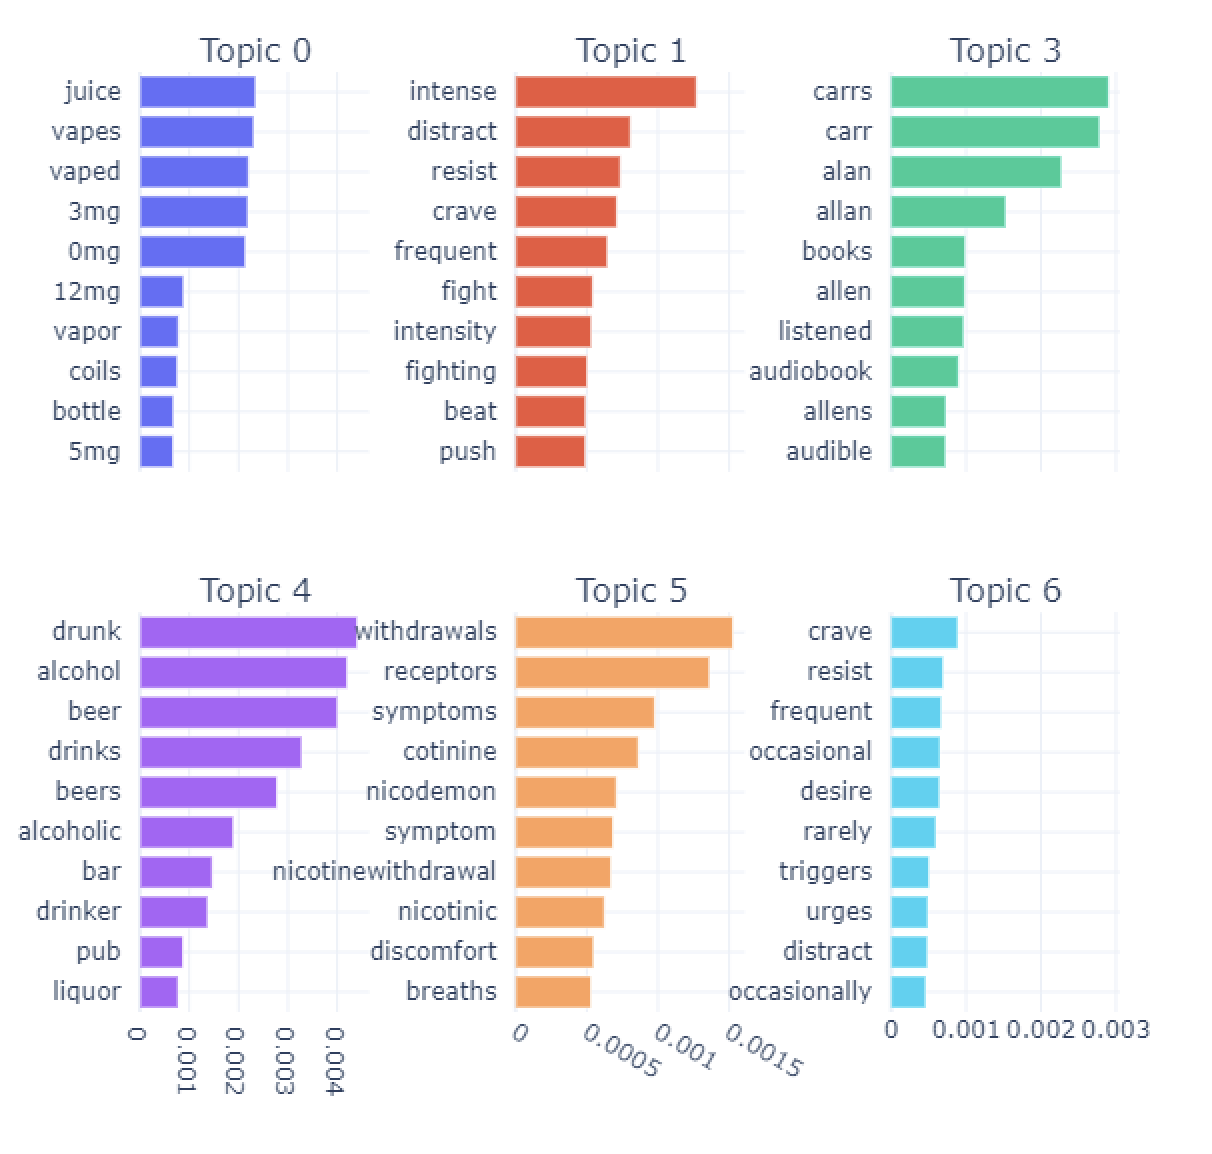 Topic 0
juice
vapes
vaped
3mg
0mg
12mg
vapor
coils
bottle
5mg
Topic 1
intense
distract
resist
crave
frequent
fight
intensity
fighting
beat
push
Topic 3
carrs
carr
alan
allan
books
allen
listened
audiobook
allens
audible
Topic 4
drunk
alcohol
beer
drinks
beers
alcoholic
bar
drinker
pub
liquor
0
0.001
0.002
0.003
0.004
Topic 5
withdrawals
receptors
symptoms
cotinine
nicodemon
symptom
nicotinewithdrawal
nicotinic
discomfort
breaths
0
0.0005
0.001
0.0015
Topic 6
crave
resist
frequent
occasional
desire
rarely
triggers
urges
distract
occasionally
0 0.001 0.002 0.003